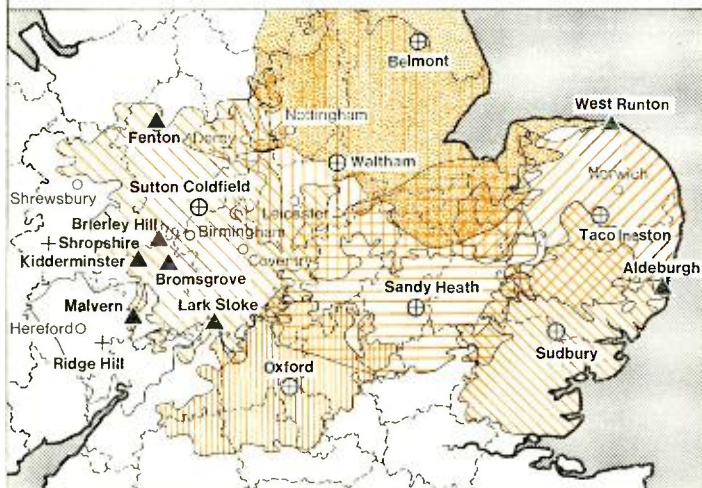 Belmont
West Runton
Nottingham
Fenton
Derby
Waltham
Norwich
Shrewsbury
Sutton Coldfield
Leicester
Brierley Hill
Birmingham
Tacolneston
Shropshire
Coventry
Kidderminster
Bromsgrove
Aldeburgh
Sandy Heath
Malvern
Lark Stoke
Hereford
Sudbury
Ridge Hill
Oxford